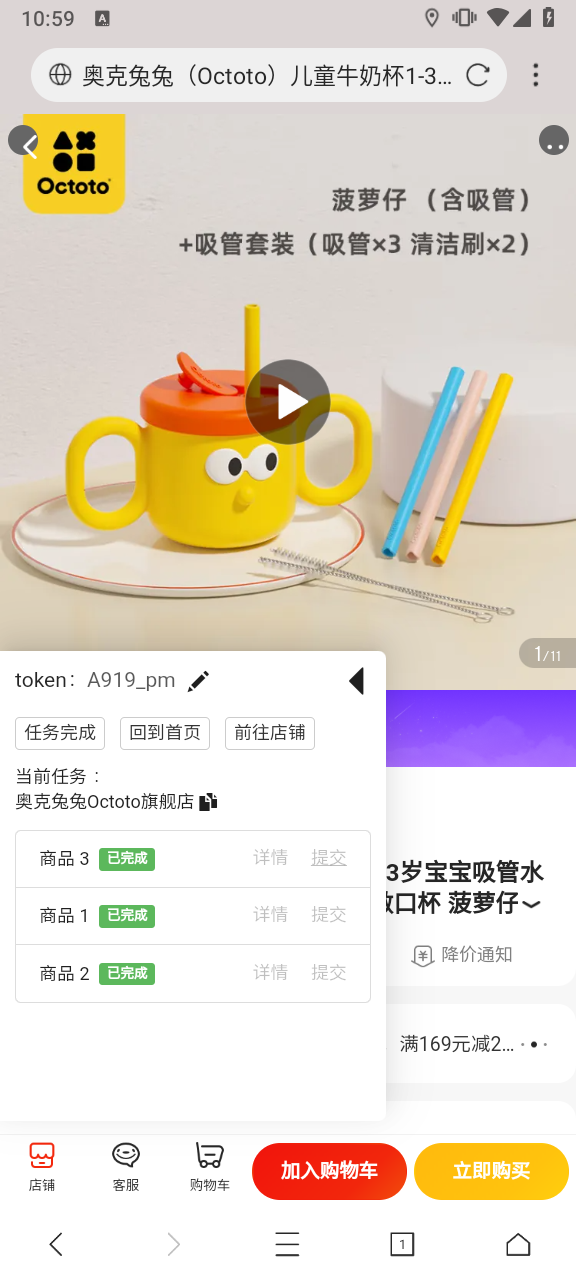 10:59
A
奥克兔兔（Octoto）儿童牛奶杯1-3...
Octoto
菠萝仔 （含吸管）
+吸管套装（吸管×3 清洁刷×2）
1/11
token： A919_pm
任务完成 回到首页 前往店铺
当前任务：
奥克兔兔Octoto旗舰店
商品 3 已完成 详情 提交
商品 1 已完成 详情 提交
商品 2 已完成 详情 提交
3岁宝宝吸管水
口杯 菠萝仔
降价通知
满169元减2...
店铺 客服 购物车 加入购物车 立即购买
1